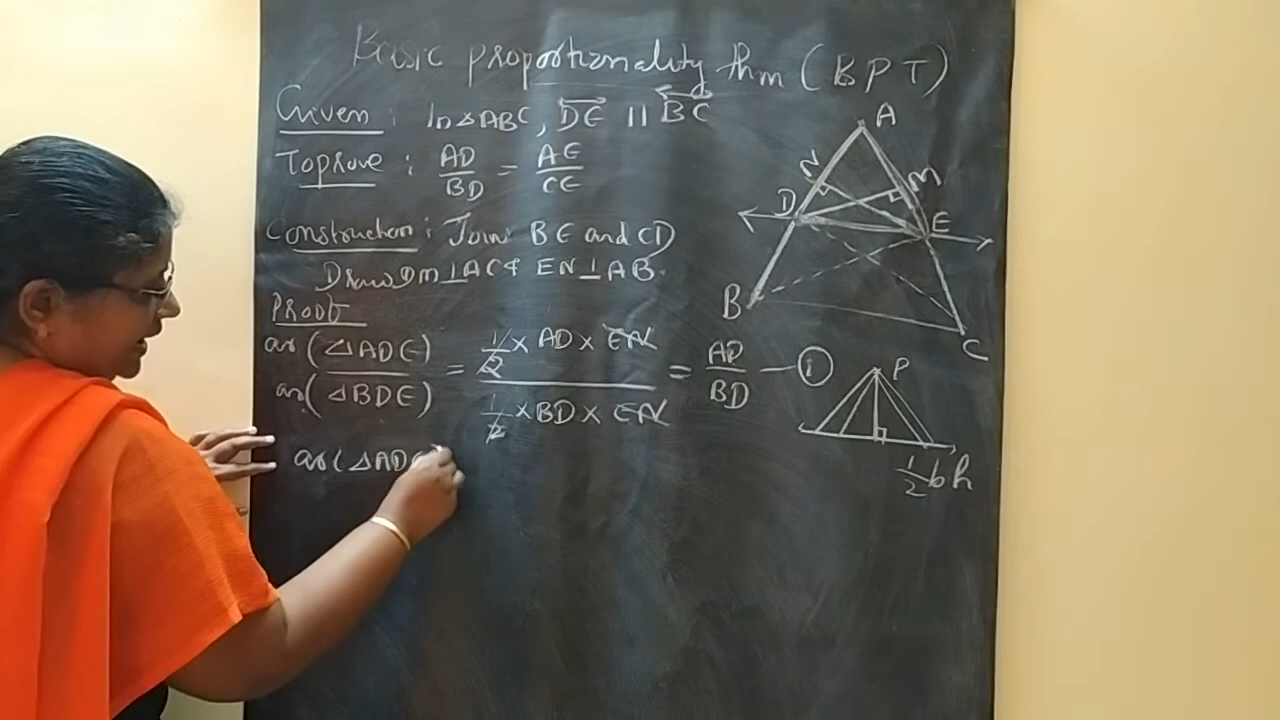 Basic proportionality thm (BPT)
Given : In △ABC, DE || BC
To prove : AD/BD = AE/CE
Construction : Join BE and CD
Draw DM ⊥ AC & EN ⊥ AB.
Proof
ar(△ADE)/ar(△BDE) = 1/2 × AD × EN / 1/2 × BD × EN = AD/BD — ①
ar(△AD
A
N
M
D
E
B
C
P
1/2 bh